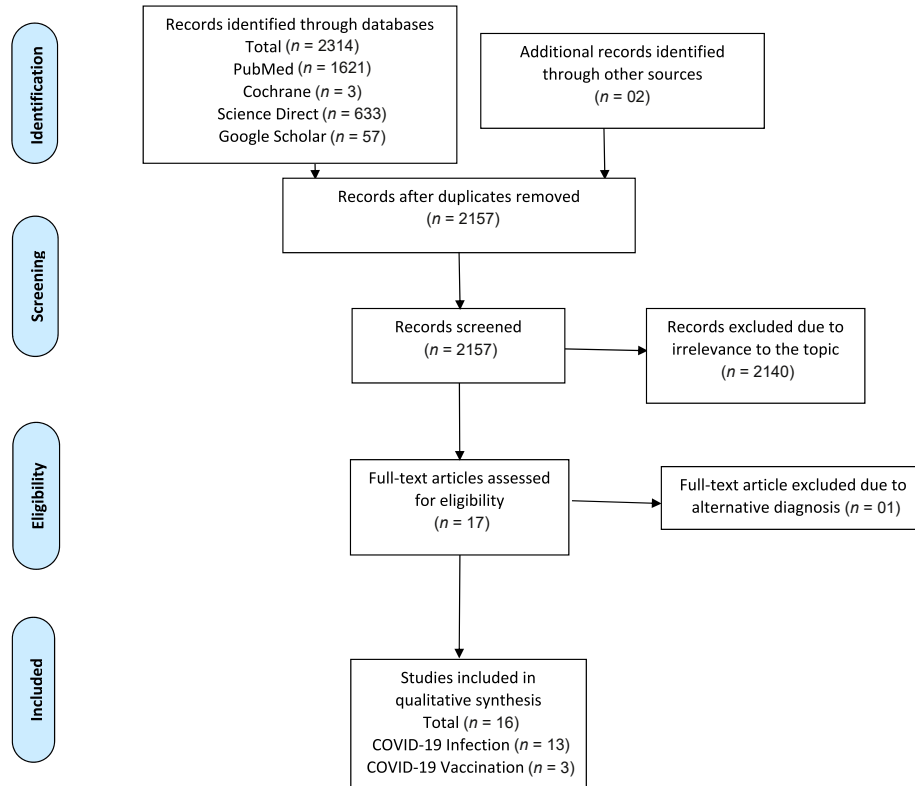 Identification
Records identified through databases
Total (n = 2314)
PubMed (n = 1621)
Cochrane (n = 3)
Science Direct (n = 633)
Google Scholar (n = 57)
Additional records identified
through other sources
(n = 02)
Records after duplicates removed
(n = 2157)
Screening
Records screened
(n = 2157)
Records excluded due to
irrelevance to the topic
(n = 2140)
Eligibility
Full-text articles assessed
for eligibility
(n = 17)
Full-text article excluded due to
alternative diagnosis (n = 01)
Included
Studies included in
qualitative synthesis
Total (n = 16)
COVID-19 Infection (n = 13)
COVID-19 Vaccination (n = 3)